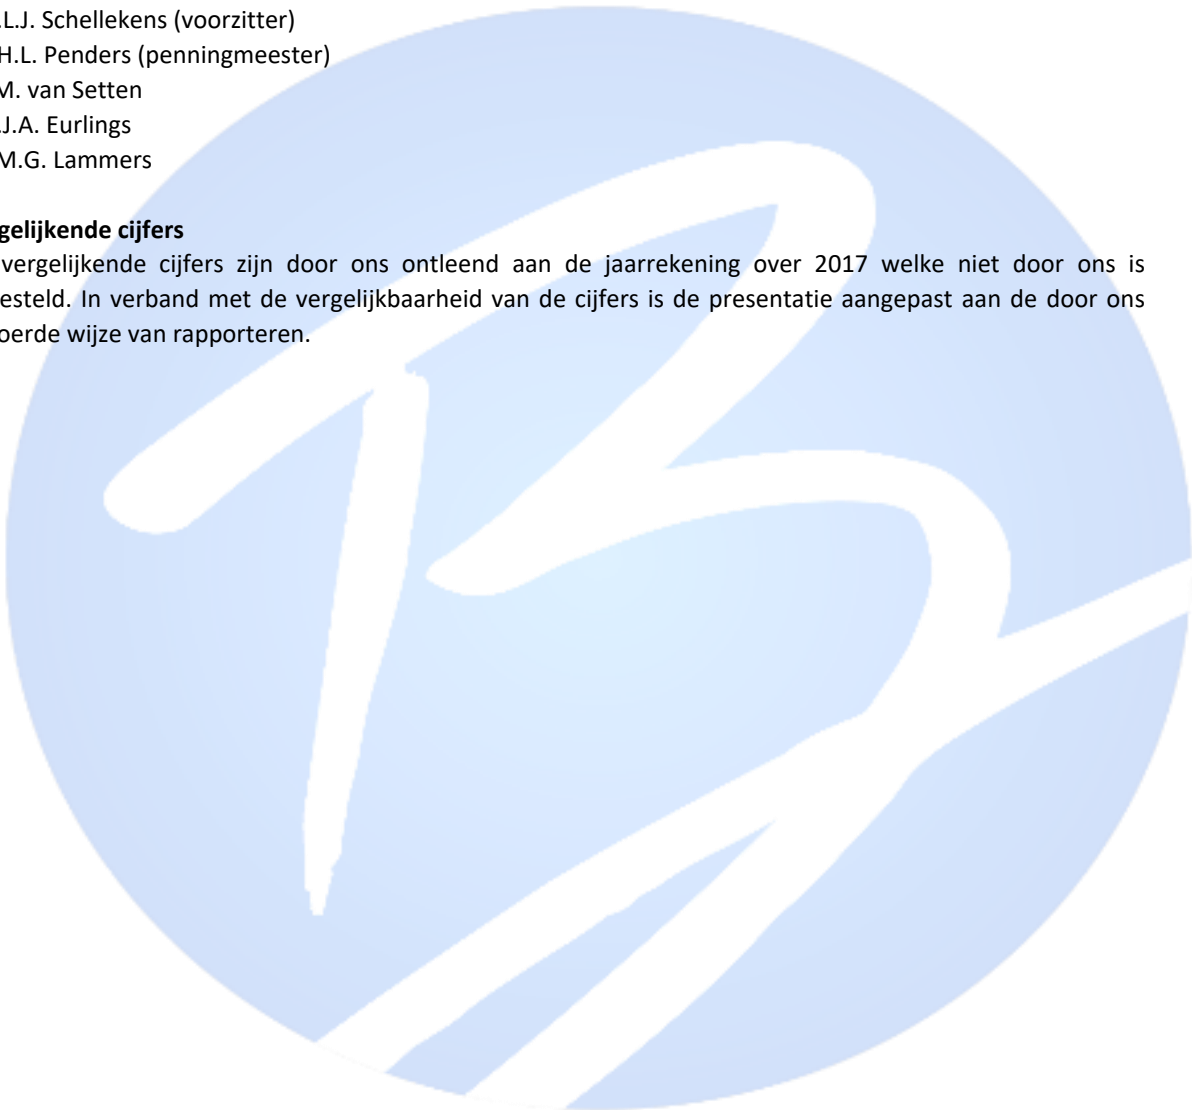 .L.J. Schellekens (voorzitter)
H.L. Penders (penningmeester)
M. van Setten
.J.A. Eurlings
M.G. Lammers
gelijkende cijfers
vergelijkende cijfers zijn door ons ontleend aan de jaarrekening over 2017 welke niet door ons is
esteld. In verband met de vergelijkbaarheid van de cijfers is de presentatie aangepast aan de door ons
oerde wijze van rapporteren.